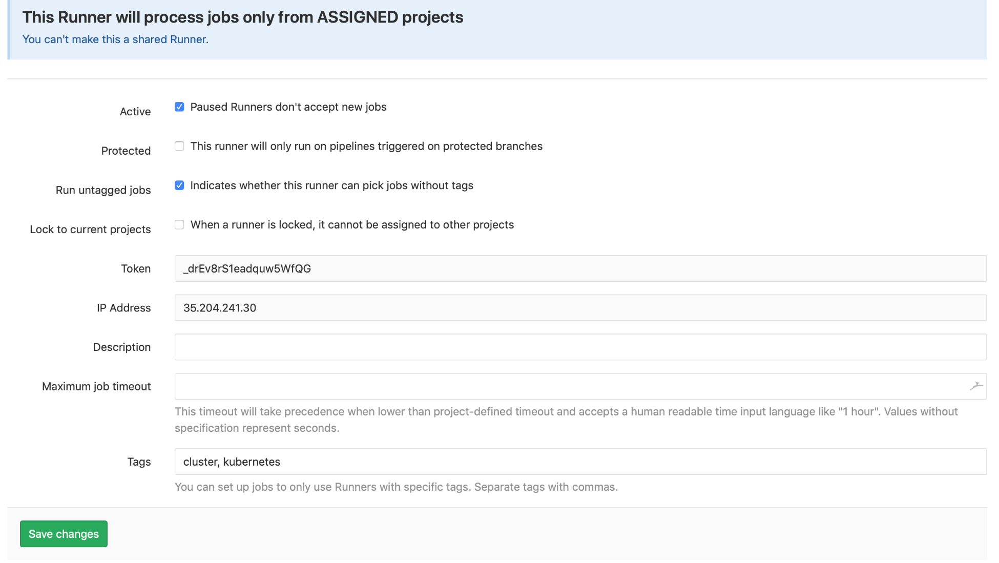 This Runner will process jobs only from ASSIGNED projects
You can't make this a shared Runner.
Active
Paused Runners don't accept new jobs
Protected
This runner will only run on pipelines triggered on protected branches
Run untagged jobs
Indicates whether this runner can pick jobs without tags
Lock to current projects
When a runner is locked, it cannot be assigned to other projects
Token
_drEv8rS1eadquw5WfQG
IP Address
35.204.241.30
Description
Maximum job timeout
This timeout will take precedence when lower than project-defined timeout and accepts a human readable time input language like "1 hour". Values without
specification represent seconds.
Tags
cluster, kubernetes
You can set up jobs to only use Runners with specific tags. Separate tags with commas.
Save changes